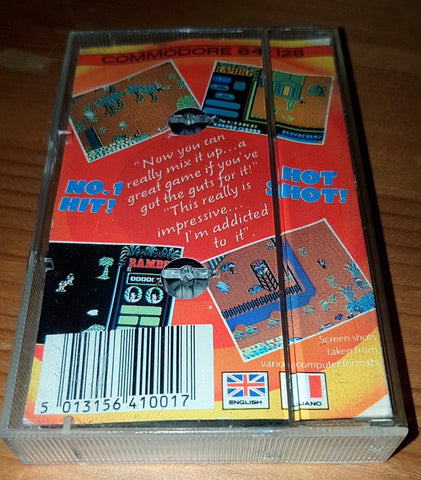 COMMODORE 64/128
RAMBO
"Now you can
really mix it up...a
great game if you've
got the guts for it!"
"This really is
impressive...
I'm addicted
to it".
NO.1
HIT!
HOT
SHOT!
RAMB
Screen shots
taken from
various computer formats
5 013156 410017
ENGLISH
LIANO